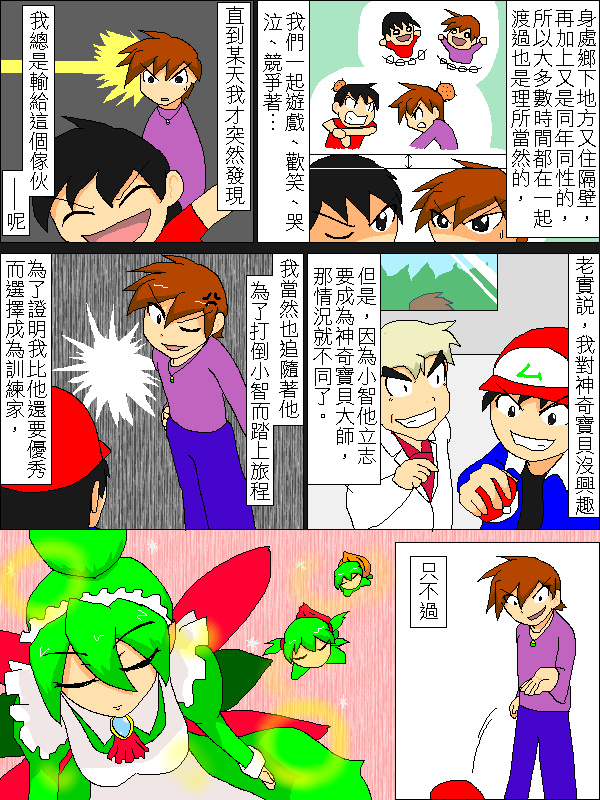 身處鄉下地方又住隔壁，
再加上又是同年同性的，
所以大多數時間都在一起
渡過也是理所當然的，
我們一起遊戲、歡笑、哭
泣、競爭著…
直到某天我才突然發現
我總是輸給這個傢伙
——呢
老實説，我對神奇寶貝沒興趣
但是，因為小智他立志
要成為神奇寶貝大師，
那情況就不同了。
我當然也追隨著他
為了打倒小智而踏上旅程
為了證明我比他還要優秀
而選擇成為訓練家，
只不過